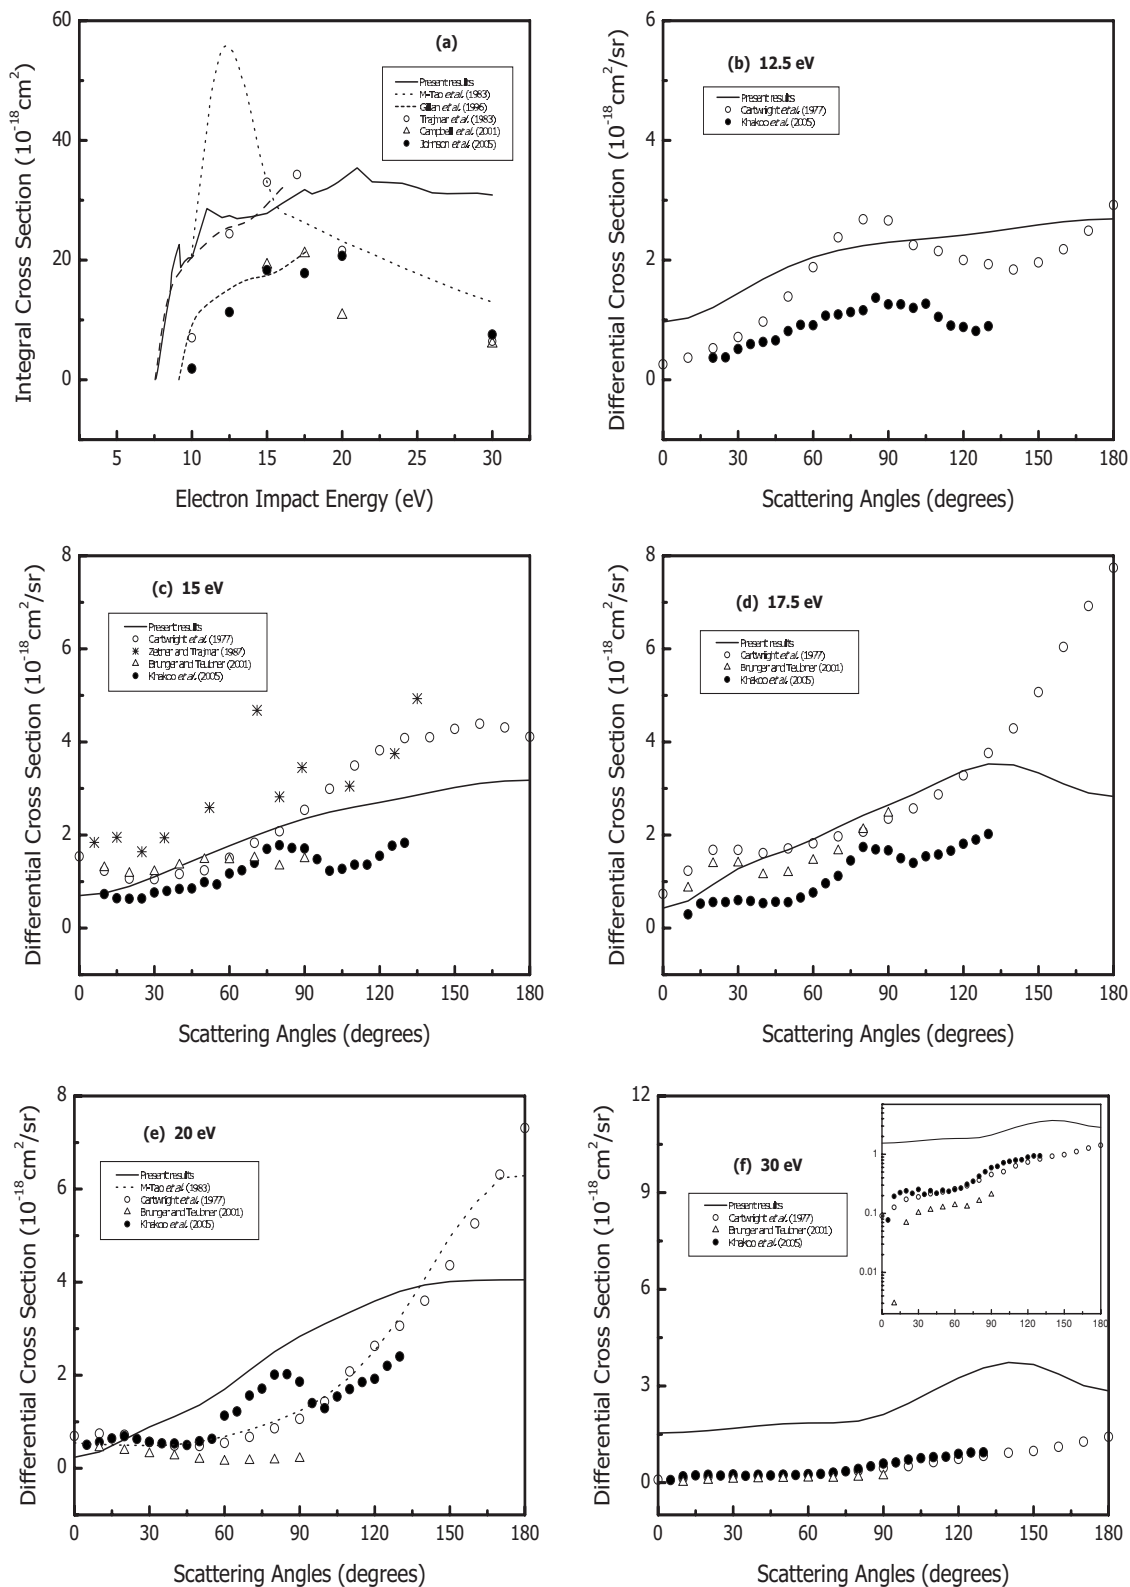 (a)
Present results
M-Tao et al. (1983)
Gillan et al. (1996)
Trajmar et al. (1983)
Campbell et al. (2001)
Johnson et al. (2005)
Integral Cross Section (10⁻¹⁸cm²)
60
40
20
0
5 10 15 20 30
Electron Impact Energy (eV)
(b) 12.5 eV
Present results
Cartwright et al. (1977)
Khakoo et al. (2005)
Differential Cross Section (10⁻¹⁸cm²/sr)
6
4
2
0
0 30 60 90 120 150 180
Scattering Angles (degrees)
(c) 15 eV
Present results
Cartwright et al. (1977)
Zetner and Trajmar (1987)
Brunger and Teubner (2001)
Khakoo et al. (2005)
Differential Cross Section (10⁻¹⁸cm²/sr)
8
6
4
2
0
0 30 60 90 120 150 180
Scattering Angles (degrees)
(d) 17.5 eV
Present results
Cartwright et al. (1977)
Brunger and Teubner (2001)
Khakoo et al. (2005)
Differential Cross Section (10⁻¹⁸cm²/sr)
8
6
4
2
0
0 30 60 90 120 150 180
Scattering Angles (degrees)
(e) 20 eV
Present results
M-Tao et al. (1983)
Cartwright et al. (1977)
Brunger and Teubner (2001)
Khakoo et al. (2005)
Differential Cross Section (10⁻¹⁸cm²/sr)
8
6
4
2
0
0 30 60 90 120 150 180
Scattering Angles (degrees)
(f) 30 eV
Present results
Cartwright et al. (1977)
Brunger and Teubner (2001)
Khakoo et al. (2005)
Differential Cross Section (10⁻¹⁸cm²/sr)
12
9
6
3
0
0 30 60 90 120 150 180
Scattering Angles (degrees)
1
0.1
0.01
0 30 60 90 120 150 180